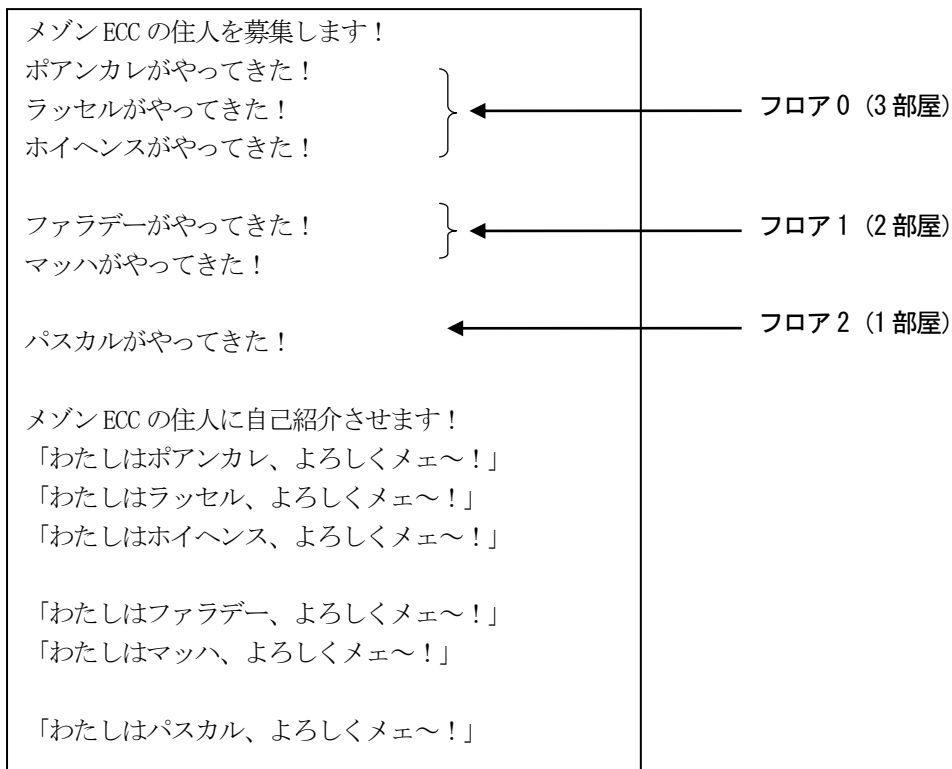 メゾン ECC の住人を募集します！
ポアンカレがやってきた！
ラッセルがやってきた！
ホイヘンスがやってきた！
フロア 0（3 部屋）
ファラデーがやってきた！
マッハがやってきた！
フロア 1（2 部屋）
パスカルがやってきた！
フロア 2（1 部屋）
メゾン ECC の住人に自己紹介させます！
「わたしはポアンカレ、よろしくメェ～！」
「わたしはラッセル、よろしくメェ～！」
「わたしはホイヘンス、よろしくメェ～！」
「わたしはファラデー、よろしくメェ～！」
「わたしはマッハ、よろしくメェ～！」
「わたしはパスカル、よろしくメェ～！」